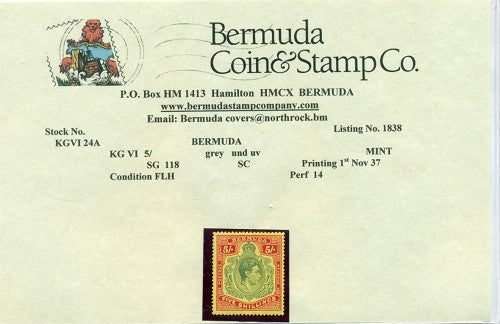 Bermuda
Coin&Stamp Co.
P.O. Box HM 1413 Hamilton HMCX BERMUDA
www.bermudastampcompany.com
Email: Bermuda covers@northrock.bm
Stock No. Listing No. 1838
KGVI 24A BERMUDA MINT
KG VI 5/ grey und uv
SG 118 SC Printing 1st Nov 37
Condition FLH Perf 14
BERMUDA
5/- 5/-
FIVE SHILLINGS